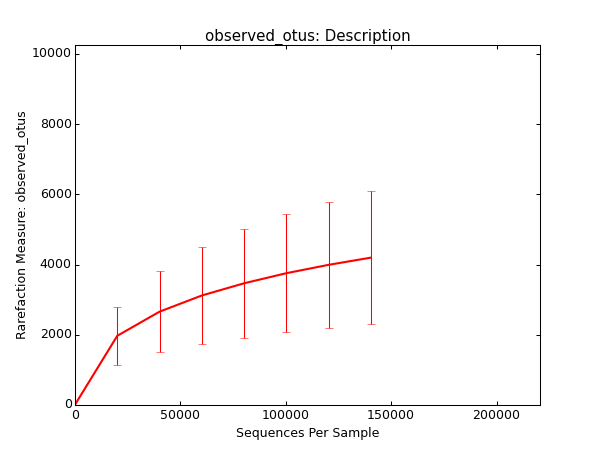 observed_otus: Description
Rarefaction Measure: observed_otus
10000
8000
6000
4000
2000
0
0 50000 100000 150000 200000
Sequences Per Sample